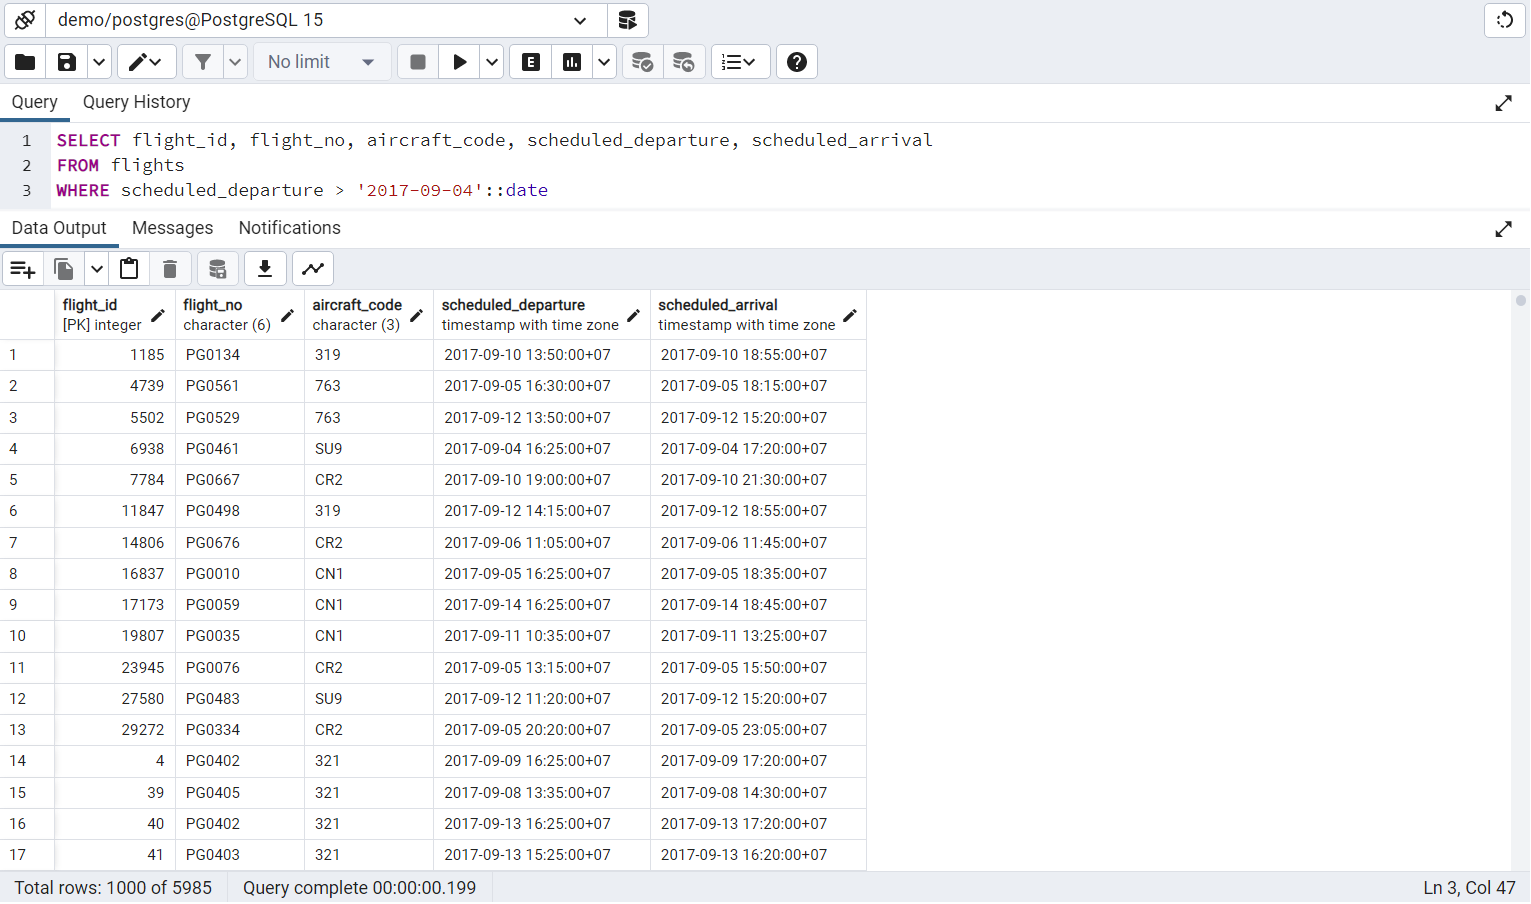 demo/postgres@PostgreSQL 15
No limit
E
Query Query History
1 SELECT flight_id, flight_no, aircraft_code, scheduled_departure, scheduled_arrival
2 FROM flights
3 WHERE scheduled_departure > '2017-09-04'::date
Data Output Messages Notifications
flight_id flight_no aircraft_code scheduled_departure scheduled_arrival
[PK] integer character (6) character (3) timestamp with time zone timestamp with time zone
1 1185 PG0134 319 2017-09-10 13:50:00+07 2017-09-10 18:55:00+07
2 4739 PG0561 763 2017-09-05 16:30:00+07 2017-09-05 18:15:00+07
3 5502 PG0529 763 2017-09-12 13:50:00+07 2017-09-12 15:20:00+07
4 6938 PG0461 SU9 2017-09-04 16:25:00+07 2017-09-04 17:20:00+07
5 7784 PG0667 CR2 2017-09-10 19:00:00+07 2017-09-10 21:30:00+07
6 11847 PG0498 319 2017-09-12 14:15:00+07 2017-09-12 18:55:00+07
7 14806 PG0676 CR2 2017-09-06 11:05:00+07 2017-09-06 11:45:00+07
8 16837 PG0010 CN1 2017-09-05 16:25:00+07 2017-09-05 18:35:00+07
9 17173 PG0059 CN1 2017-09-14 16:25:00+07 2017-09-14 18:45:00+07
10 19807 PG0035 CN1 2017-09-11 10:35:00+07 2017-09-11 13:25:00+07
11 23945 PG0076 CR2 2017-09-05 13:15:00+07 2017-09-05 15:50:00+07
12 27580 PG0483 SU9 2017-09-12 11:20:00+07 2017-09-12 15:20:00+07
13 29272 PG0334 CR2 2017-09-05 20:20:00+07 2017-09-05 23:05:00+07
14 4 PG0402 321 2017-09-09 16:25:00+07 2017-09-09 17:20:00+07
15 39 PG0405 321 2017-09-08 13:35:00+07 2017-09-08 14:30:00+07
16 40 PG0402 321 2017-09-13 16:25:00+07 2017-09-13 17:20:00+07
17 41 PG0403 321 2017-09-13 15:25:00+07 2017-09-13 16:20:00+07
Total rows: 1000 of 5985 Query complete 00:00:00.199 Ln 3, Col 47